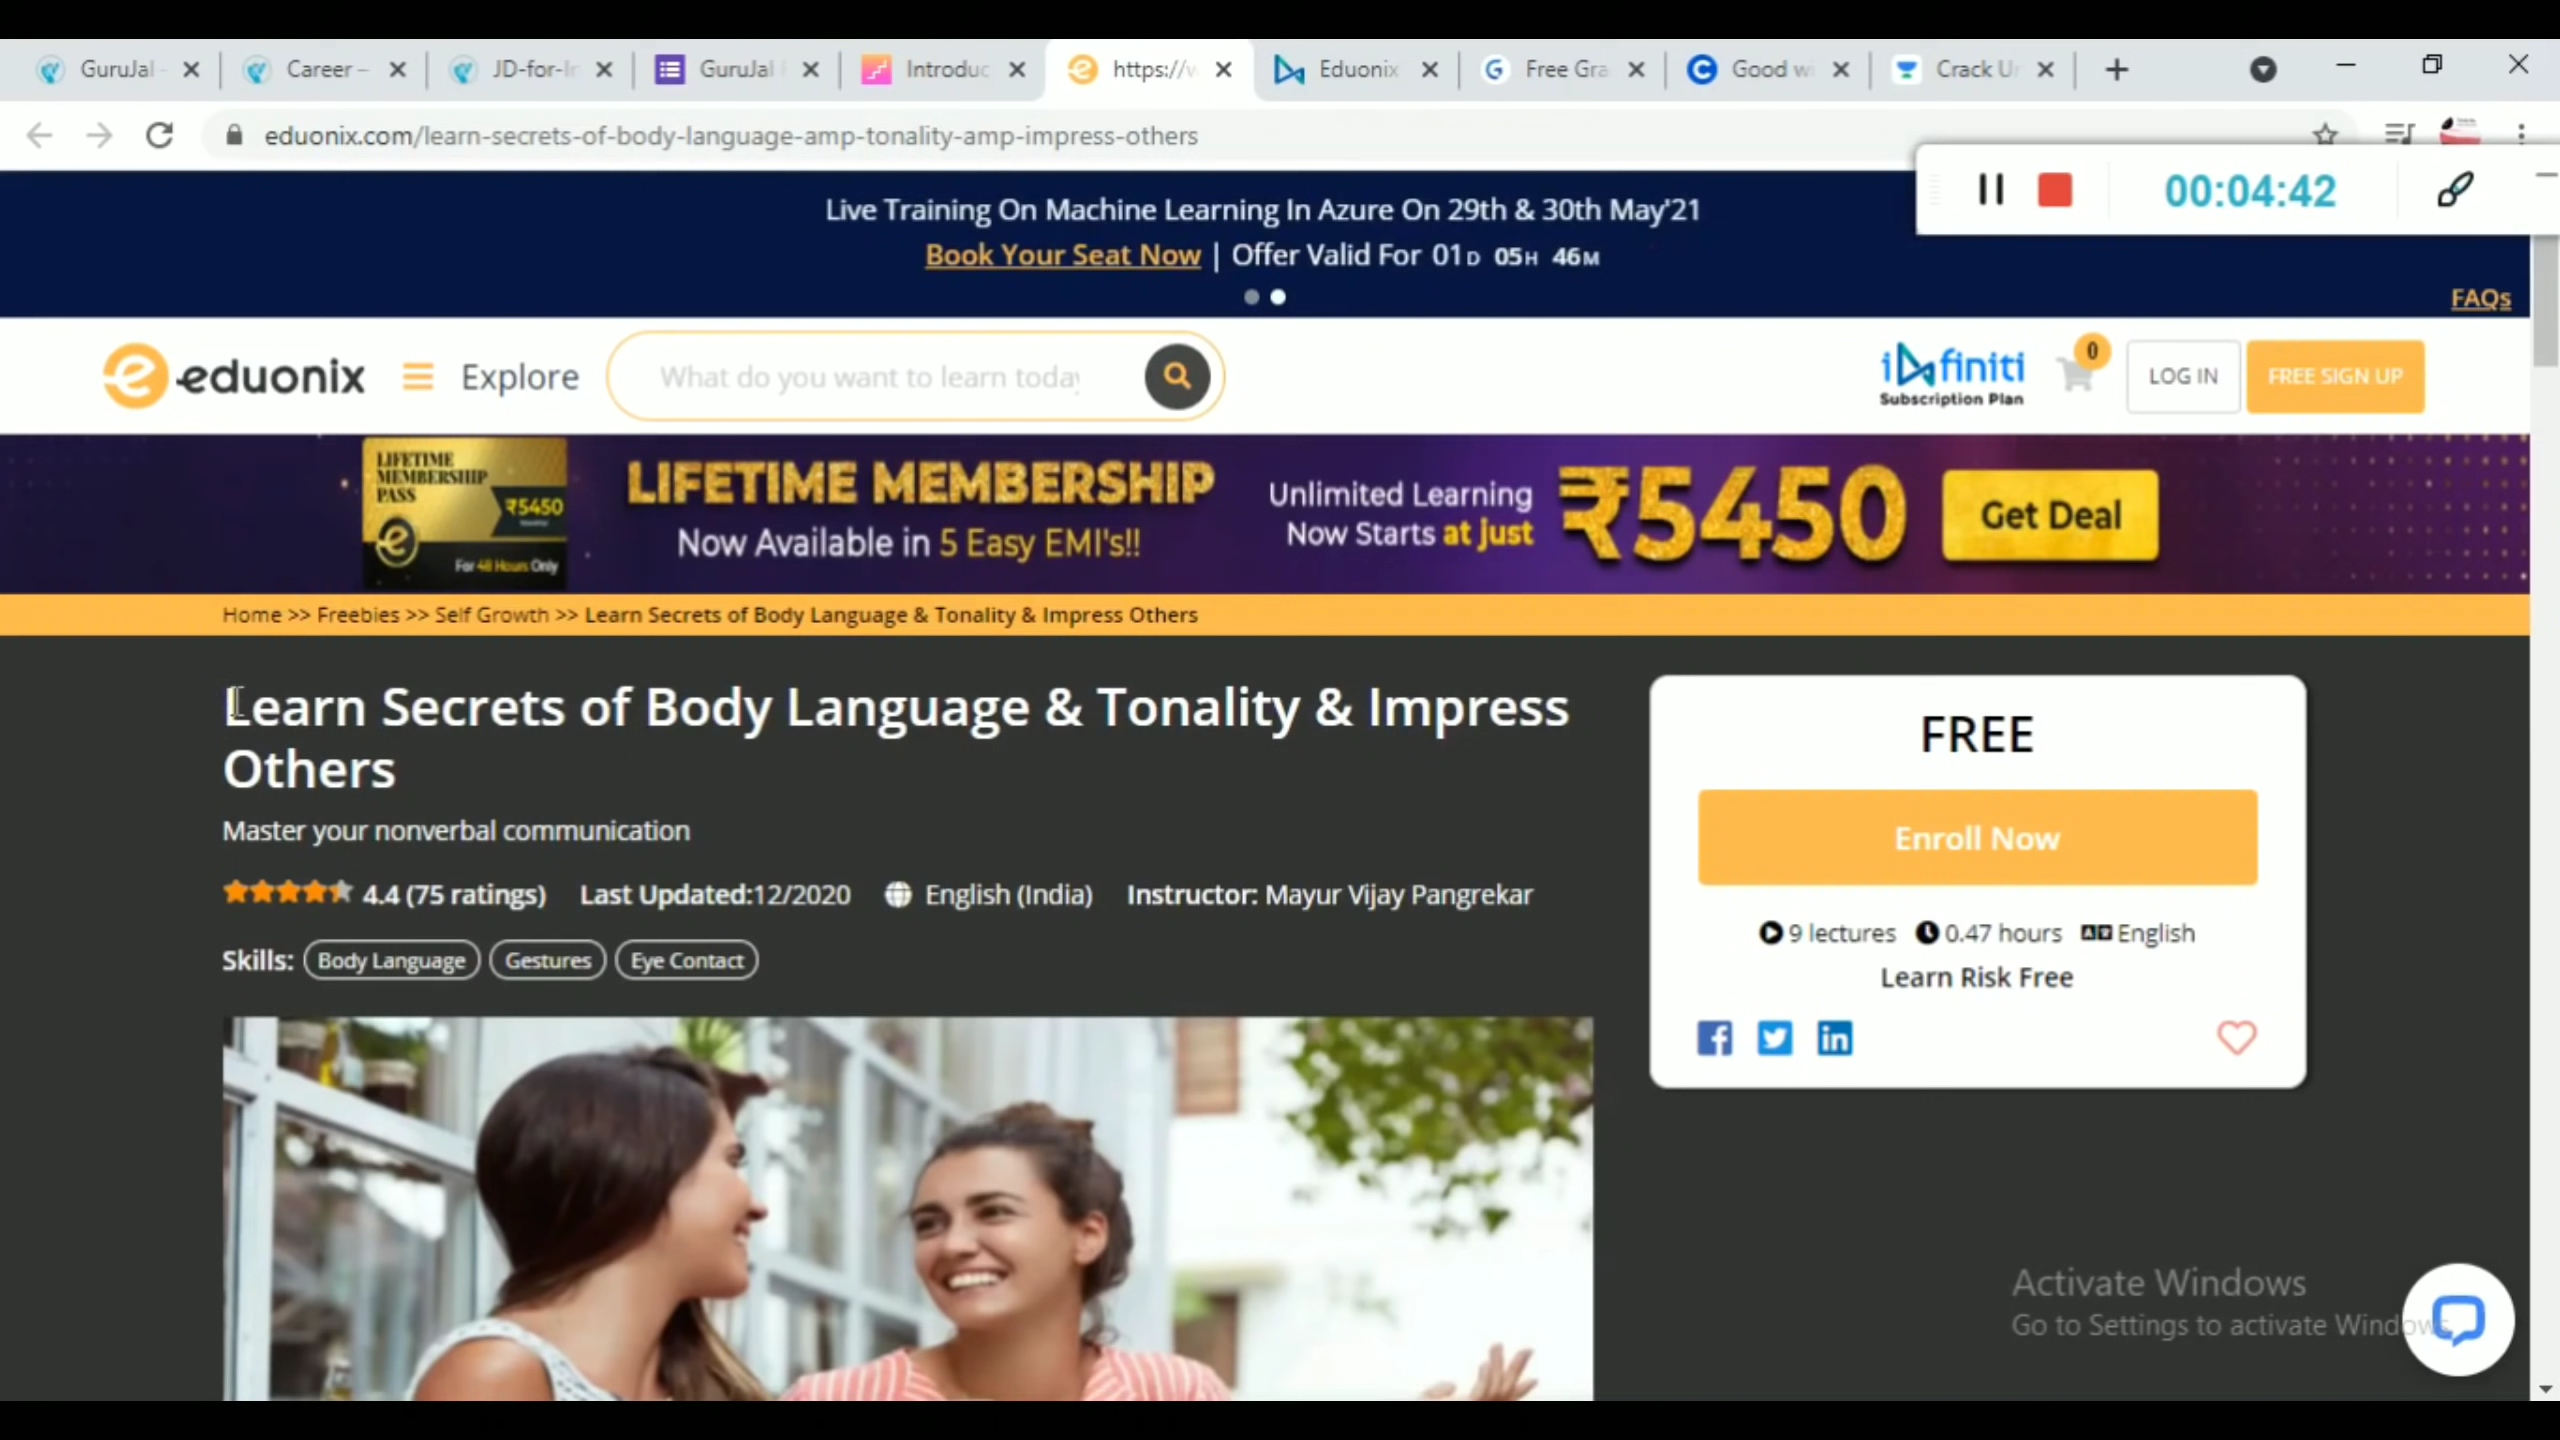 GuruJal
Career –
JD-for-In
GuruJal
Introduc
https://w
Eduonix
Free Gra
Good wi
Crack Un
eduonix.com/learn-secrets-of-body-language-amp-tonality-amp-impress-others
00:04:42
Live Training On Machine Learning In Azure On 29th & 30th May'21
Book Your Seat Now | Offer Valid For 01D 05H 46M
FAQs
eduonix
Explore
What do you want to learn today
infiniti
Subscription Plan
0
LOG IN
FREE SIGN UP
LIFETIME
MEMBERSHIP
PASS
₹5450
For 48 Hours Only
LIFETIME MEMBERSHIP
Now Available in 5 Easy EMI's!!
Unlimited Learning
Now Starts at just
₹5450
Get Deal
Home >> Freebies >> Self Growth >> Learn Secrets of Body Language & Tonality & Impress Others
Learn Secrets of Body Language & Tonality & Impress
Others
Master your nonverbal communication
4.4 (75 ratings) Last Updated:12/2020 English (India) Instructor: Mayur Vijay Pangrekar
Skills: Body Language Gestures Eye Contact
FREE
Enroll Now
9 lectures 0.47 hours English
Learn Risk Free
Activate Windows
Go to Settings to activate Windows